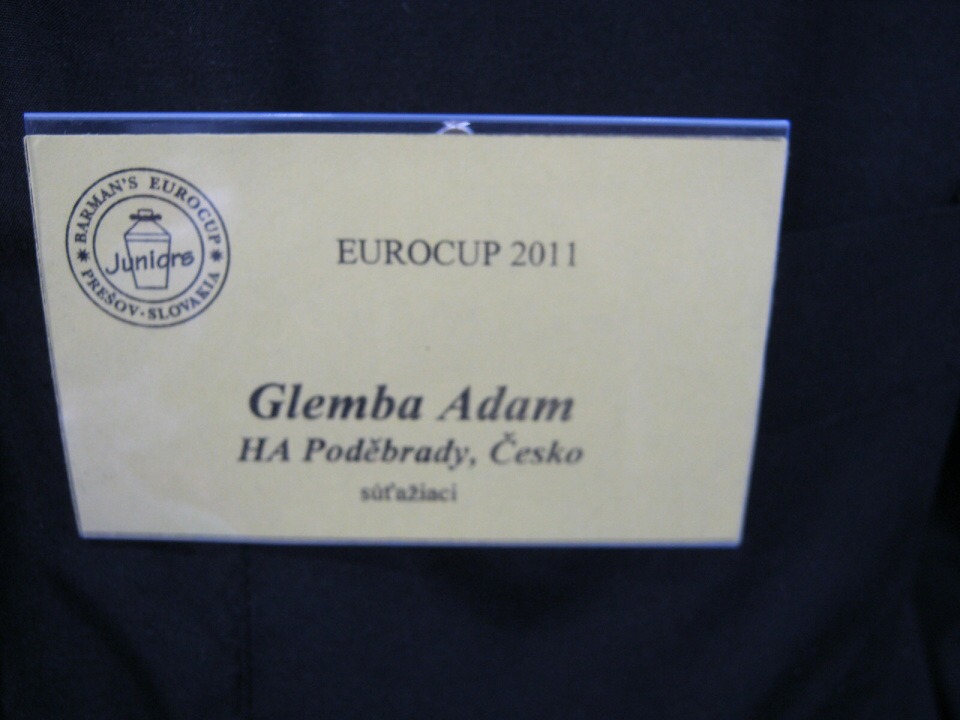 BARMAN'S EUROCUP
Juniors
PREŠOV - SLOVAKIA
EUROCUP 2011
Glemba Adam
HA Poděbrady, Česko
súťažiaci